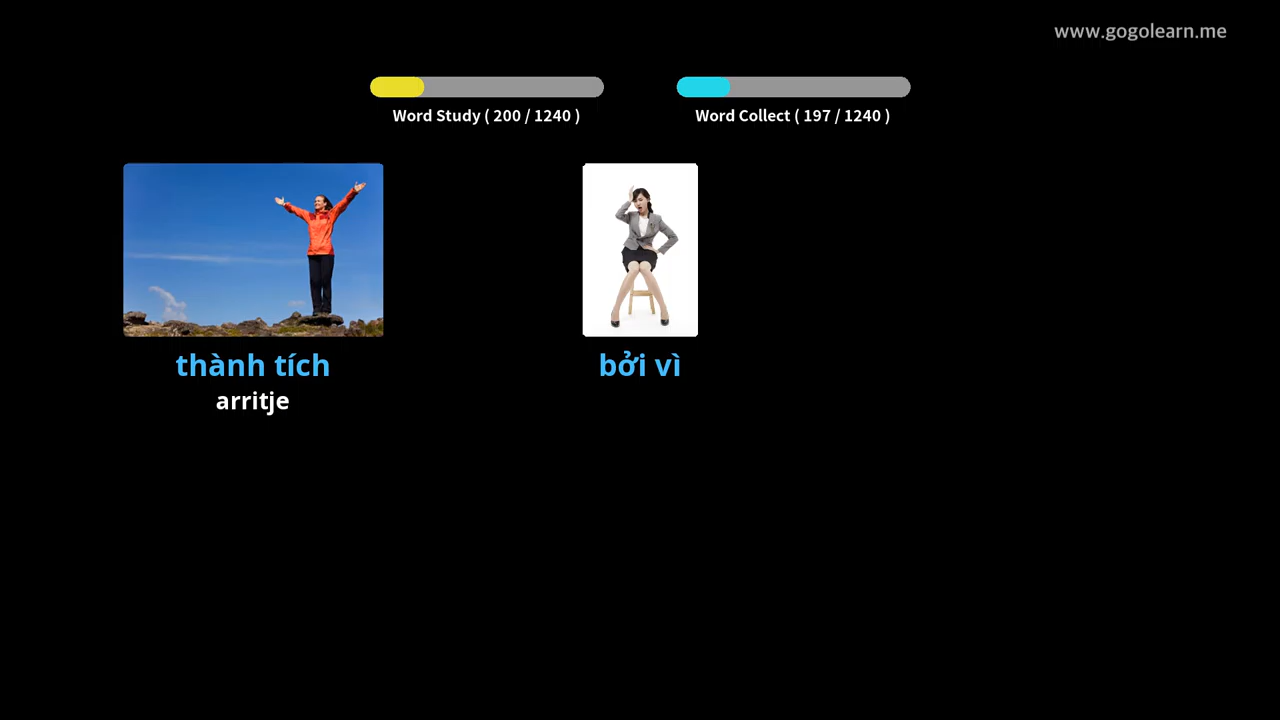 www.gogolearn.me
Word Study ( 200 / 1240 )
Word Collect ( 197 / 1240 )
thành tích
arritje
bởi vì